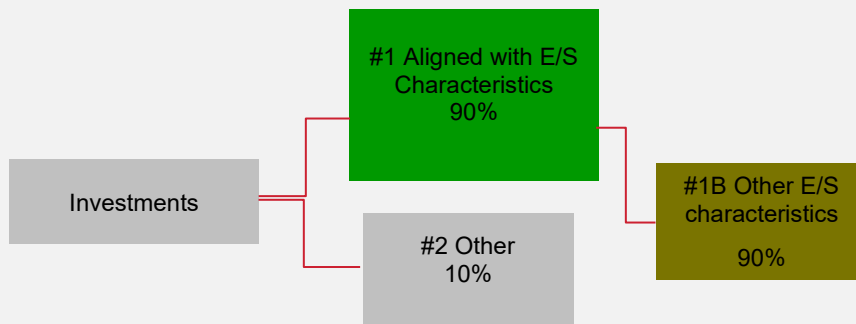 #1 Aligned with E/S
Characteristics
90%
Investments
#1B Other E/S
characteristics
90%
#2 Other
10%